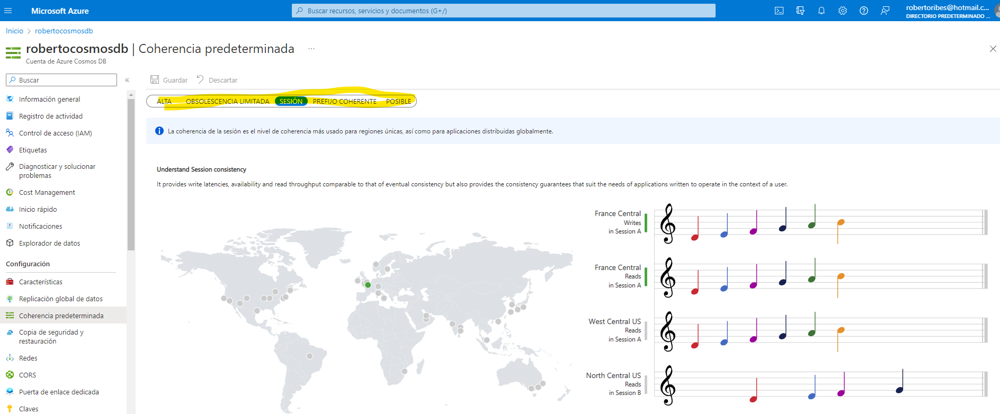 Microsoft Azure
Buscar recursos, servicios y documentos (G+/)
robertoribes@hotmail.c...
DIRECTORIO PREDETERMINADO ...
Inicio > robertocosmosdb
robertocosmosdb | Coherencia predeterminada ...
Cuenta de Azure Cosmos DB
Buscar
«
Guardar
Descartar
ALTA
OBSOLESCENCIA LIMITADA
SESIÓN
PREFIJO COHERENTE
POSIBLE
La coherencia de la sesión es el nivel de coherencia más usado para regiones únicas, así como para aplicaciones distribuidas globalmente.
Información general
Registro de actividad
Control de acceso (IAM)
Etiquetas
Diagnosticar y solucionar
problemas
Cost Management
Inicio rápido
Notificaciones
Explorador de datos
Configuración
Características
Replicación global de datos
Coherencia predeterminada
Copia de seguridad y
restauración
Redes
CORS
Puerta de enlace dedicada
Claves
Understand Session consistency
It provides write latencies, availability and read throughput comparable to that of eventual consistency but also provides the consistency guarantees that suit the needs of applications written to operate in the context of a user.
France Central
Writes
in Session A
France Central
Reads
in Session A
West Central US
Reads
in Session A
North Central US
Reads
in Session B